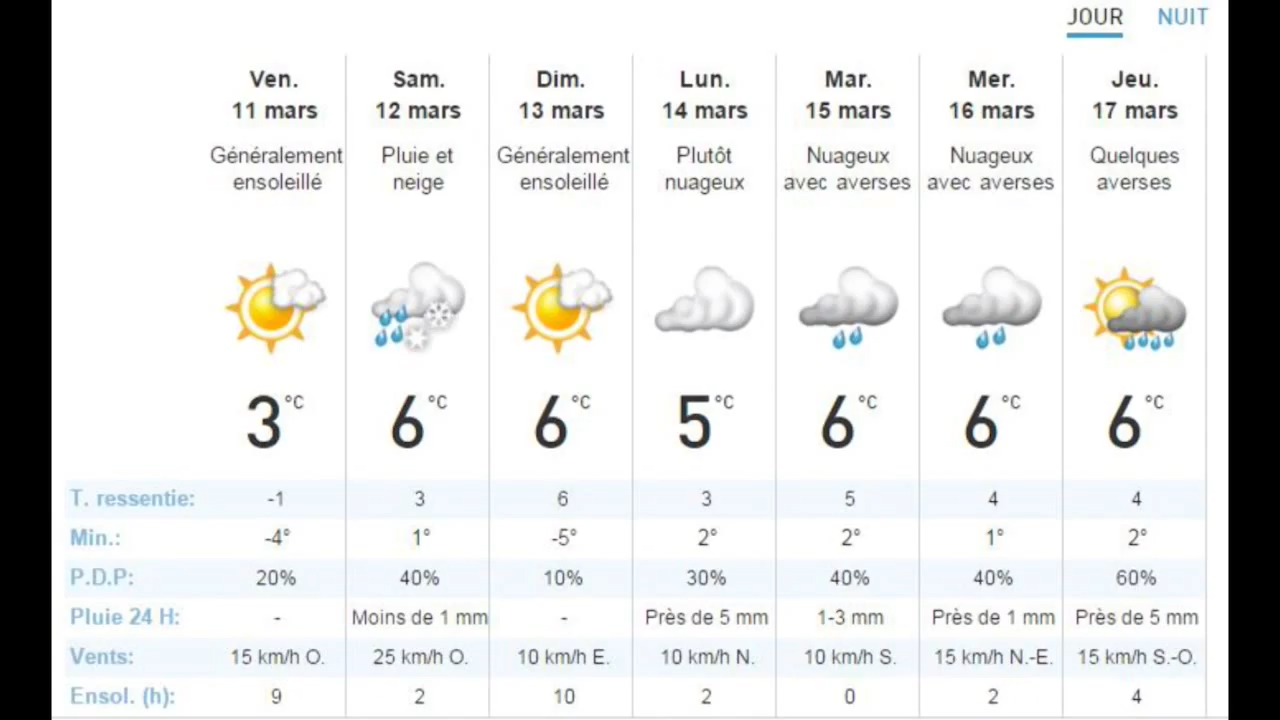 JOUR NUIT
Ven. Sam. Dim. Lun. Mar. Mer. Jeu.
11 mars 12 mars 13 mars 14 mars 15 mars 16 mars 17 mars
Généralement Pluie et Généralement Plutôt Nuageux Nuageux Quelques
ensoleillé neige ensoleillé nuageux avec averses avec averses averses
3 °C 6 °C 6 °C 5 °C 6 °C 6 °C 6 °C
T. ressentie: -1 3 6 3 5 4 4
Min.: -4° 1° -5° 2° 2° 1° 2°
P.D.P: 20% 40% 10% 30% 40% 40% 60%
Pluie 24 H: - Moins de 1 mm - Près de 5 mm 1-3 mm Près de 1 mm Près de 5 mm
Vents: 15 km/h O. 25 km/h O. 10 km/h E. 10 km/h N. 10 km/h S. 15 km/h N.-E. 15 km/h S.-O.
Ensol. (h): 9 2 10 2 0 2 4